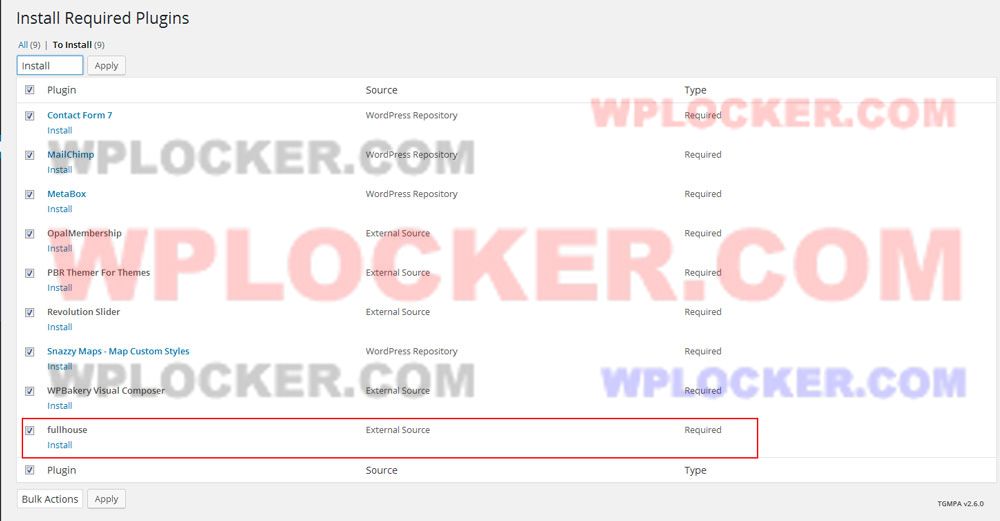 Install Required Plugins
All (9) | To Install (9)
Install Apply
Plugin Source Type
Contact Form 7 WordPress Repository Required
Install
WPLOCKER.COM
MailChimp WordPress Repository Required
Install
WPLOCKER.COM
MetaBox WordPress Repository Required
Install
OpalMembership External Source Required
Install
WPLOCKER.COM
PBR Themer For Themes External Source Required
Install
Revolution Slider External Source Required
Install
Snazzy Maps - Map Custom Styles WordPress Repository Required
Install
WPLOCKER.COM WPLOCKER.COM
WPBakery Visual Composer External Source Required
Install
fullhouse External Source Required
Install
Plugin Source Type
Bulk Actions Apply
TGMPA v2.6.0